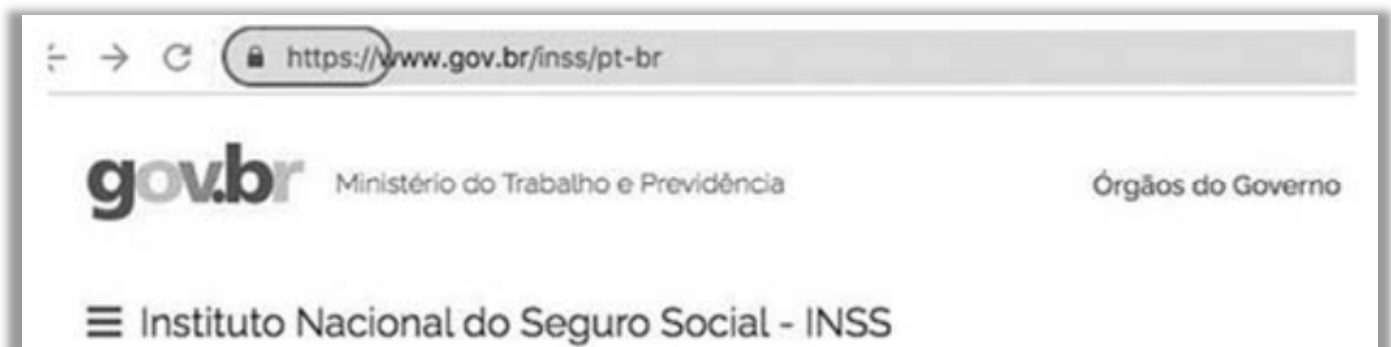 https://www.gov.br/inss/pt-br
gov.br Ministério do Trabalho e Previdência Órgãos do Governo
Instituto Nacional do Seguro Social - INSS